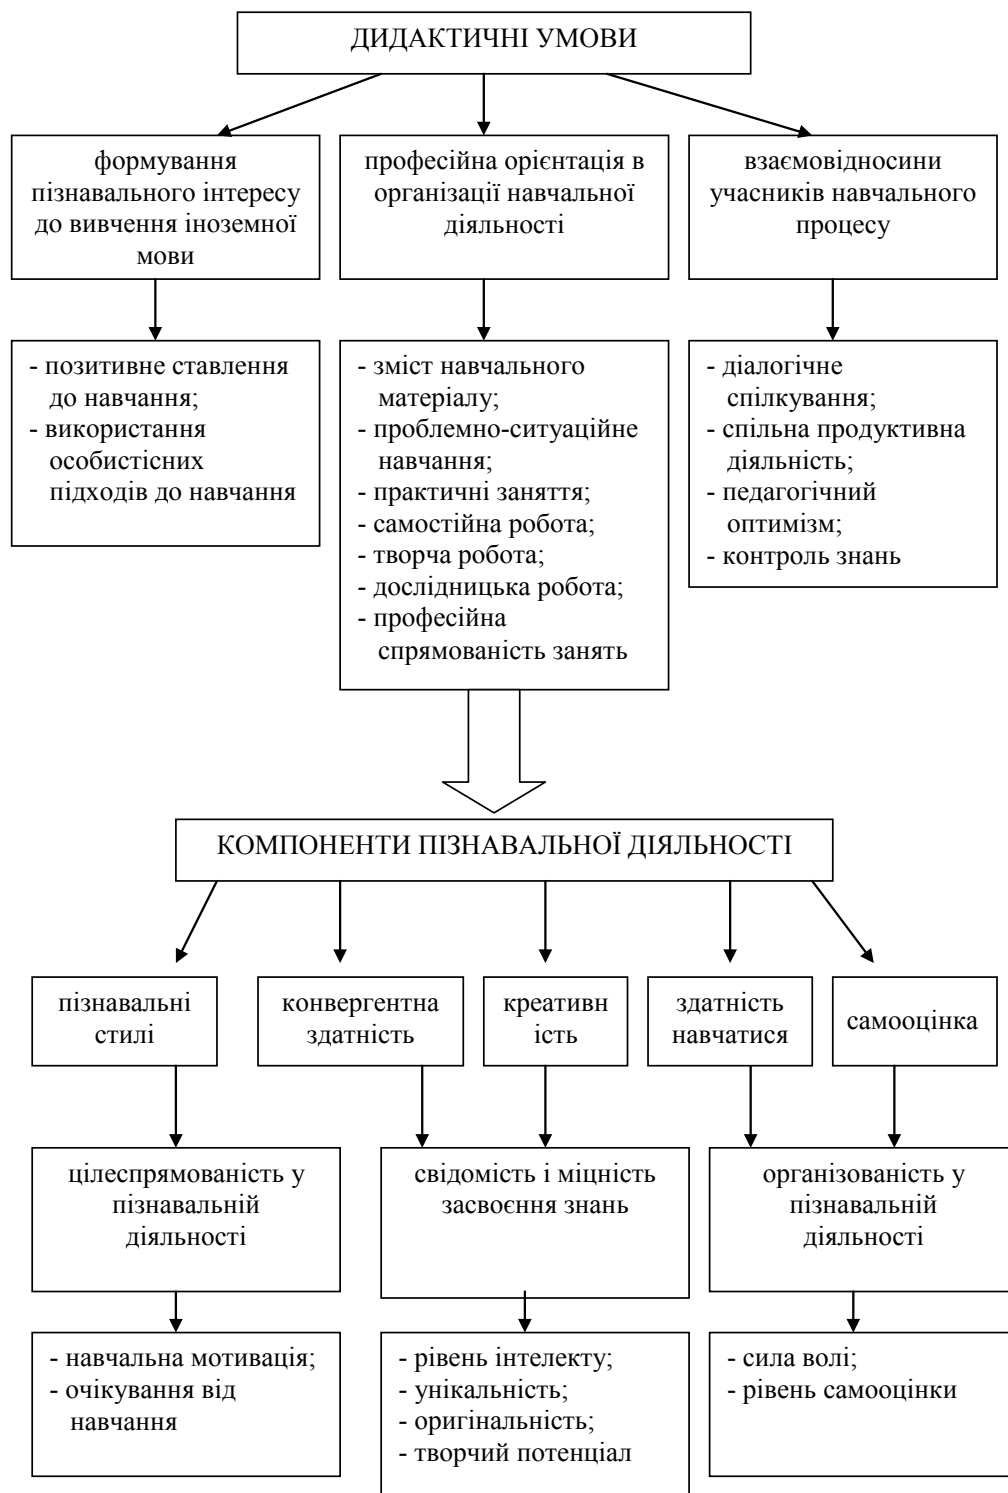 ДИДАКТИЧНІ УМОВИ
формування
пізнавального інтересу
до вивчення іноземної
мови
професійна орієнтація в
організації навчальної
діяльності
взаємовідносини
учасників навчального
процесу
- позитивне ставлення
до навчання;
- використання
особистісних
підходів до навчання
- зміст навчального
матеріалу;
- проблемно-ситуаційне
навчання;
- практичні заняття;
- самостійна робота;
- творча робота;
- дослідницька робота;
- професійна
спрямованість занять
- діалогічне
спілкування;
- спільна продуктивна
діяльність;
- педагогічний
оптимізм;
- контроль знань
КОМПОНЕНТИ ПІЗНАВАЛЬНОЇ ДІЯЛЬНОСТІ
пізнавальні
стилі
конвергентна
здатність
креативн
ість
здатність
навчатися
самооцінка
цілеспрямованість у
пізнавальній
діяльності
свідомість і міцність
засвоєння знань
організованість у
пізнавальній
діяльності
- навчальна мотивація;
- очікування від
навчання
- рівень інтелекту;
- унікальність;
- оригінальність;
- творчий потенціал
- сила волі;
- рівень самооцінки